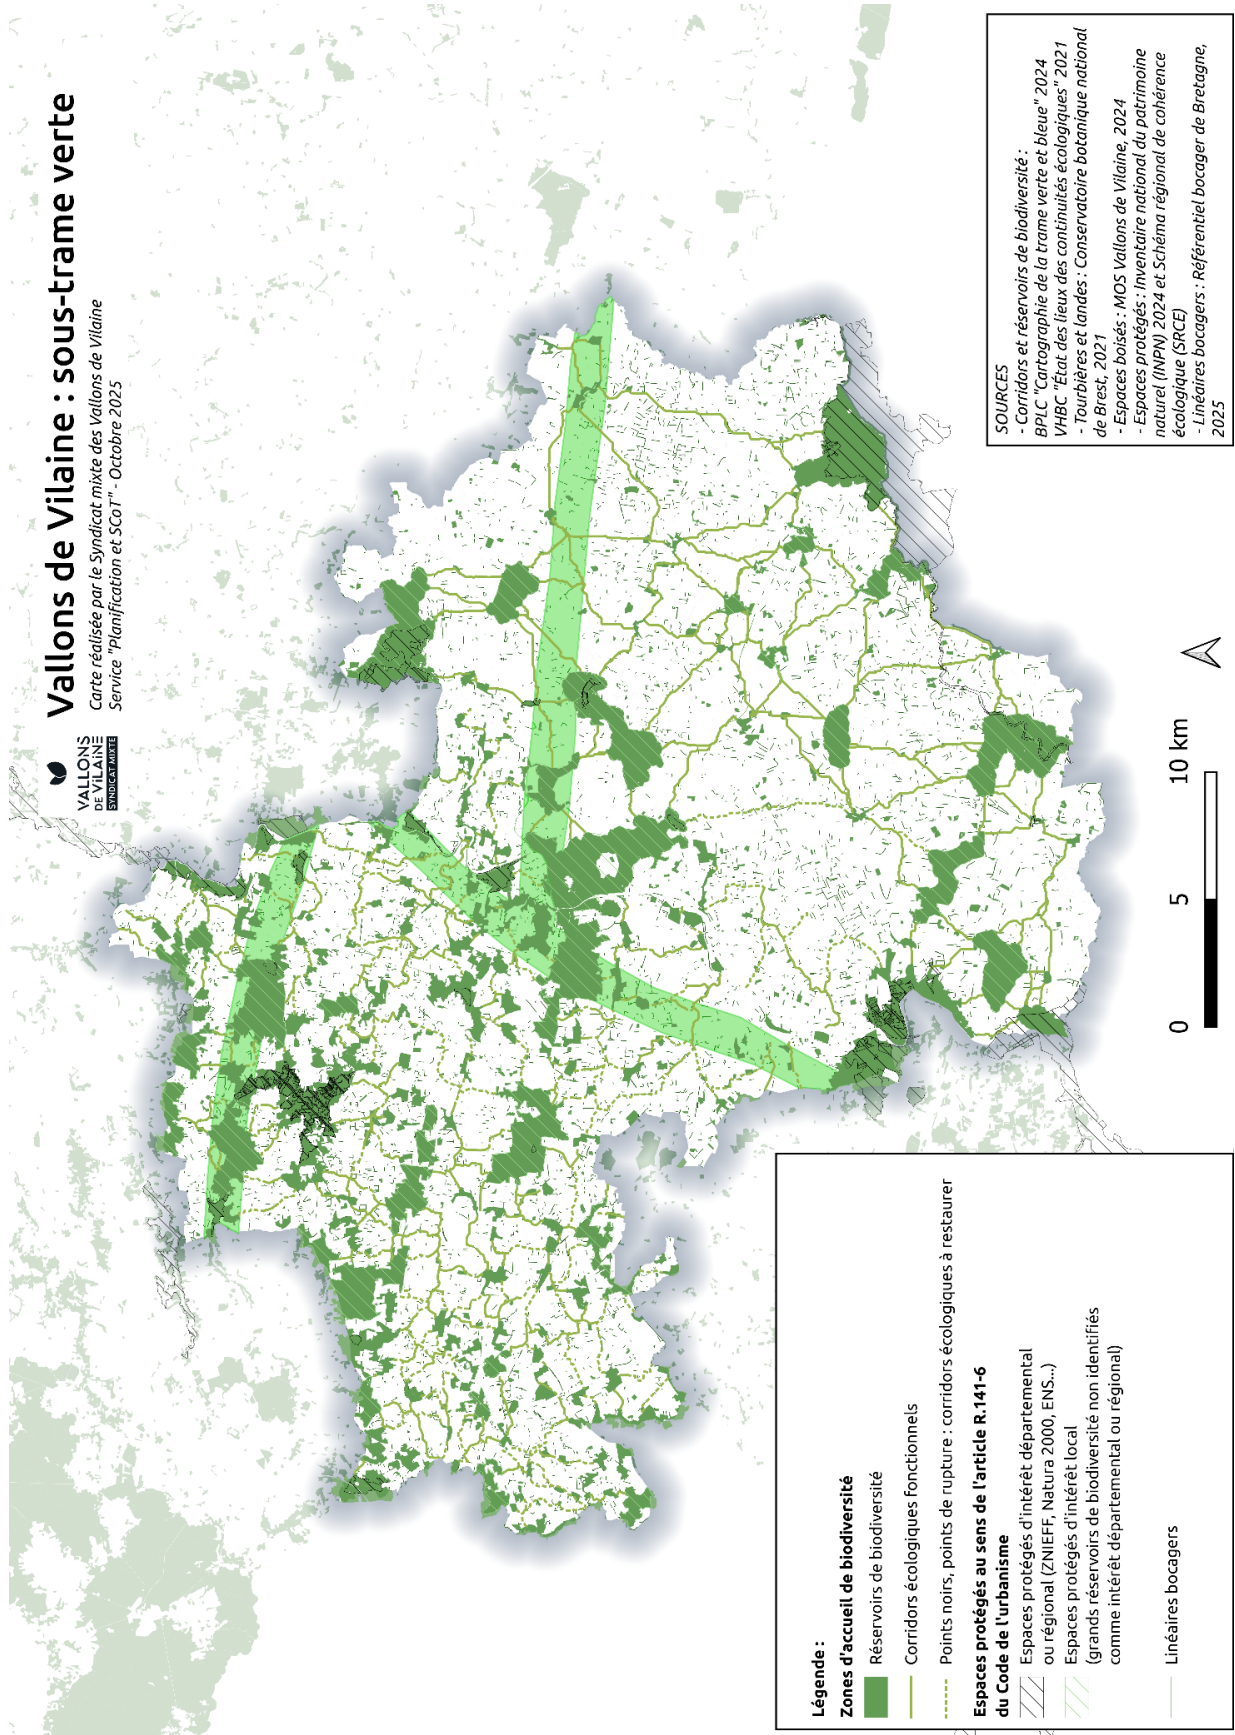 Vallons de Vilaine : sous-trame verte
Carte réalisée par le Syndicat mixte des Vallons de Vilaine
Service "Planification et SCoT" - Octobre 2025
VALLONS
DE ViLAiNE
SYNDICAT MIXTE
Légende :
Zones d'accueil de biodiversité
Réservoirs de biodiversité
Corridors écologiques fonctionnels
Points noirs, points de rupture : corridors écologiques à restaurer
Espaces protégés au sens de l'article R.141-6
du Code de l'urbanisme
Espaces protégés d'intérêt départemental
ou régional (ZNIEFF, Natura 2000, ENS...)
Espaces protégés d'intérêt local
(grands réservoirs de biodiversité non identifiés
comme intérêt départemental ou régional)
Linéaires bocagers
0 5 10 km
SOURCES
- Corridors et réservoirs de biodiversité :
BPLC "Cartographie de la trame verte et bleue" 2024
VHBC "État des lieux des continuités écologiques" 2021
- Tourbières et landes : Conservatoire botanique national
de Brest, 2021
- Espaces boisés : MOS Vallons de Vilaine, 2024
- Espaces protégés : Inventaire national du patrimoine
naturel (INPN) 2024 et Schéma régional de cohérence
écologique (SRCE)
- Linéaires bocagers : Référentiel bocager de Bretagne,
2025